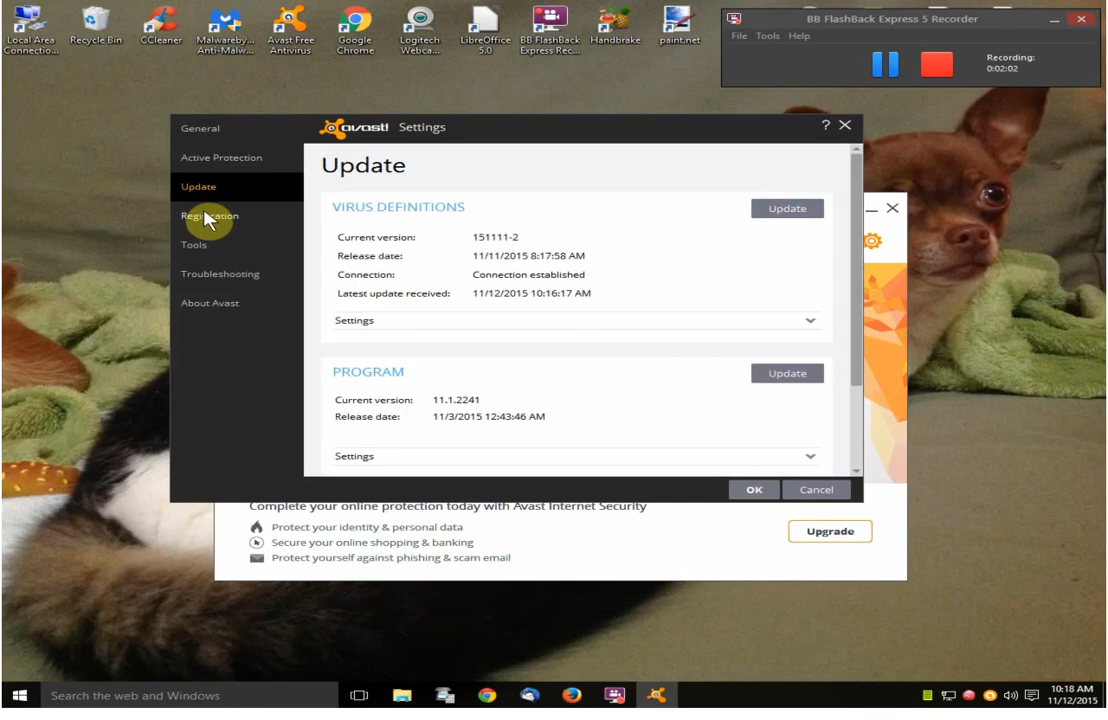 Local Area
Connectio...
Recycle Bin
CCleaner
Malwareby...
Anti-Malw...
Avast Free
Antivirus
Google
Chrome
Logitech
Webca...
LibreOffice
5.0
BB FlashBack
Express Rec...
Handbrake
paint.net
BB FlashBack Express 5 Recorder
File Tools Help
Recording:
0:02:02
General
Active Protection
Update
Registration
Tools
Troubleshooting
About Avast
avast! Settings
?
Update
VIRUS DEFINITIONS
Update
Current version: 151111-2
Release date: 11/11/2015 8:17:58 AM
Connection: Connection established
Latest update received: 11/12/2015 10:16:17 AM
Settings
PROGRAM
Update
Current version: 11.1.2241
Release date: 11/3/2015 12:43:46 AM
Settings
OK Cancel
Complete your online protection today with Avast Internet Security
Protect your identity & personal data
Secure your online shopping & banking
Protect yourself against phishing & scam email
Upgrade
Search the web and Windows
10:18 AM
11/12/2015